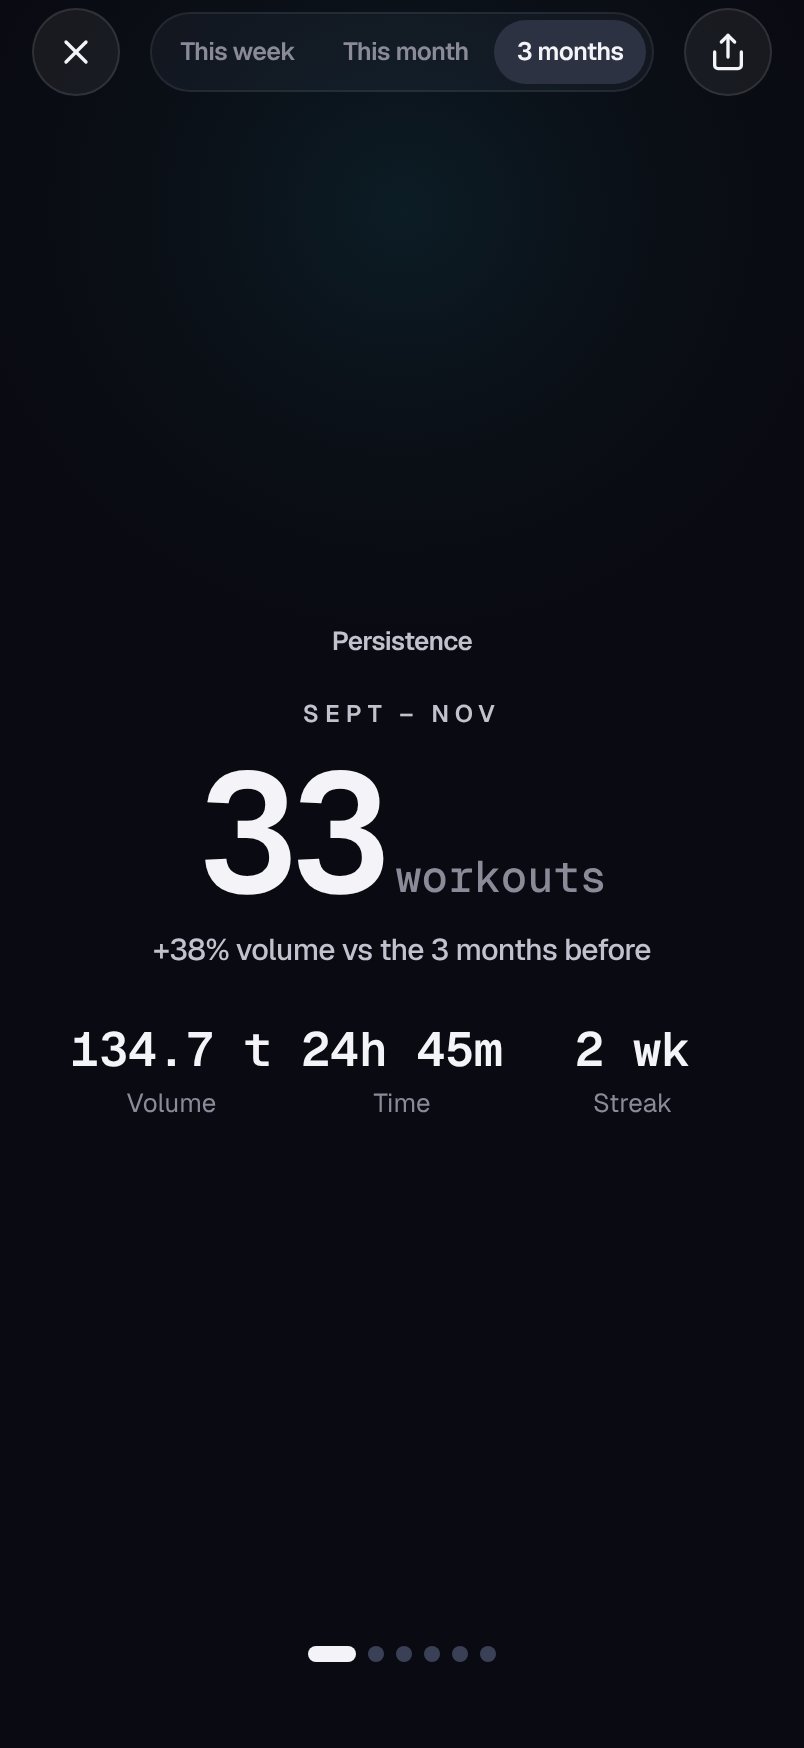 This week This month 3 months
Persistence
SEPT – NOV
33 workouts
+38% volume vs the 3 months before
134.7 t 24h 45m 2 wk
Volume Time Streak